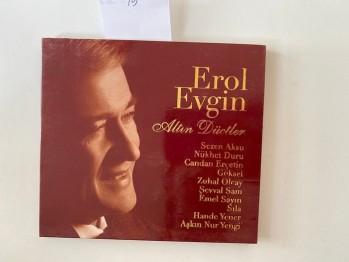 Erol
Evgin
Altın Düetler
Sezen Aksu
Nükhet Duru
Candan Erçetin
Göksel
Zuhal Olcay
Şevval Sam
Emel Sayın
Sıla
Hande Yener
Aşkın Nur Yengi